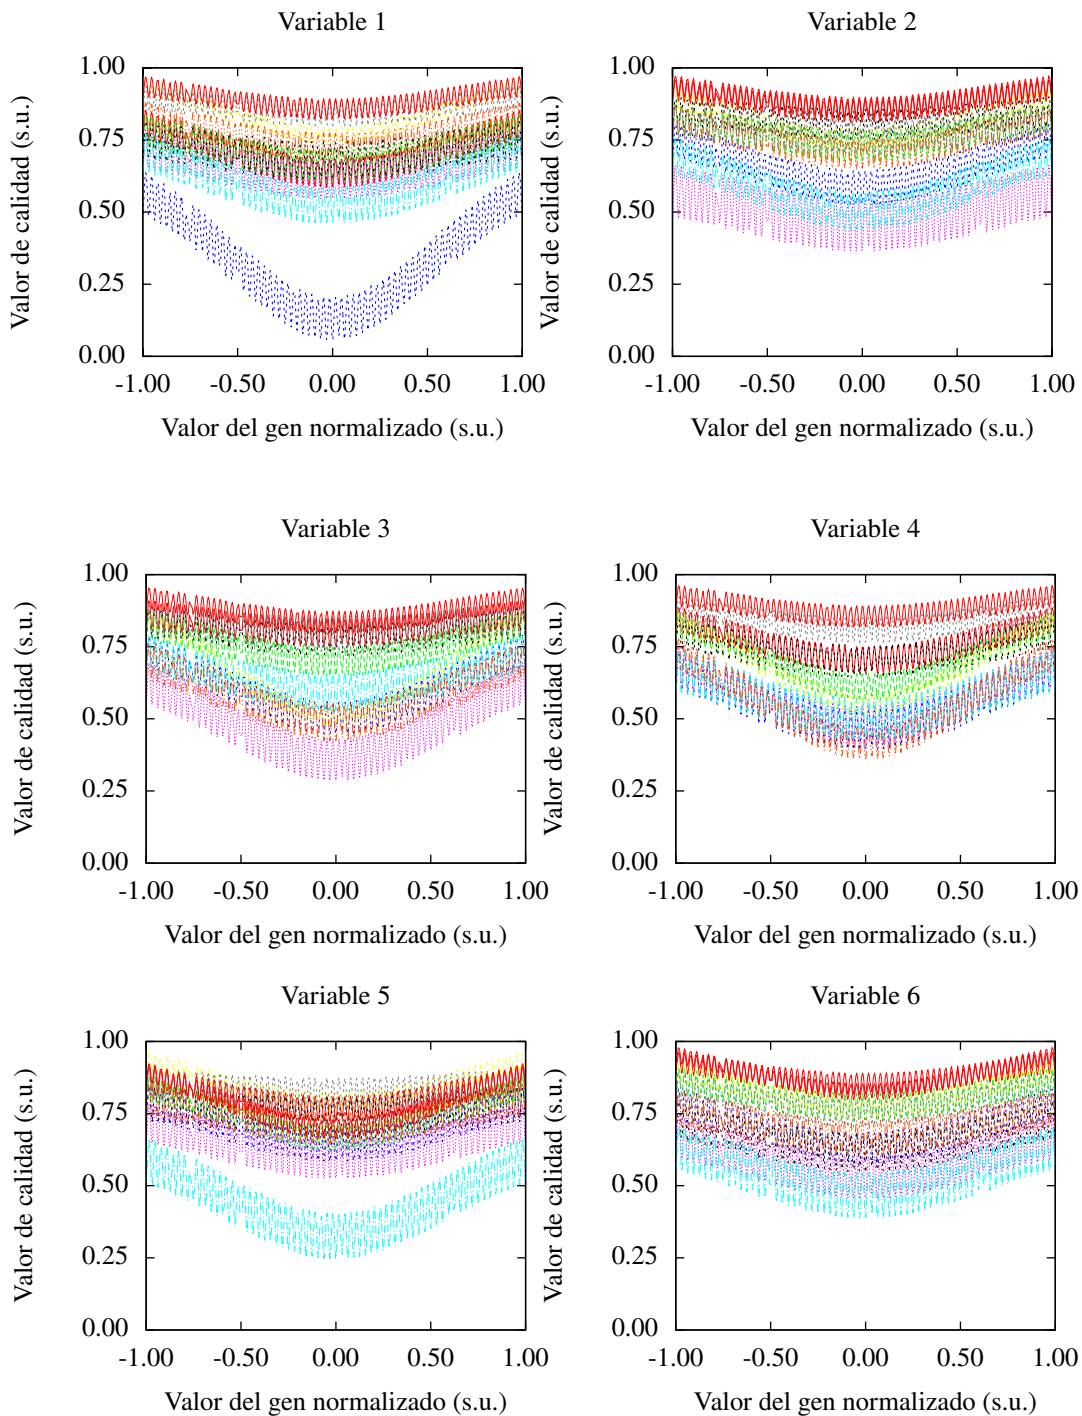 Variable 1
Variable 2
1.00
0.75
0.50
0.25
0.00
-1.00 -0.50 0.00 0.50 1.00
Valor de calidad (s.u.)
Valor del gen normalizado (s.u.)
1.00
0.75
0.50
0.25
0.00
-1.00 -0.50 0.00 0.50 1.00
Valor de calidad (s.u.)
Valor del gen normalizado (s.u.)
Variable 3
Variable 4
1.00
0.75
0.50
0.25
0.00
-1.00 -0.50 0.00 0.50 1.00
Valor de calidad (s.u.)
Valor del gen normalizado (s.u.)
1.00
0.75
0.50
0.25
0.00
-1.00 -0.50 0.00 0.50 1.00
Valor de calidad (s.u.)
Valor del gen normalizado (s.u.)
Variable 5
Variable 6
1.00
0.75
0.50
0.25
0.00
-1.00 -0.50 0.00 0.50 1.00
Valor de calidad (s.u.)
Valor del gen normalizado (s.u.)
1.00
0.75
0.50
0.25
0.00
-1.00 -0.50 0.00 0.50 1.00
Valor de calidad (s.u.)
Valor del gen normalizado (s.u.)